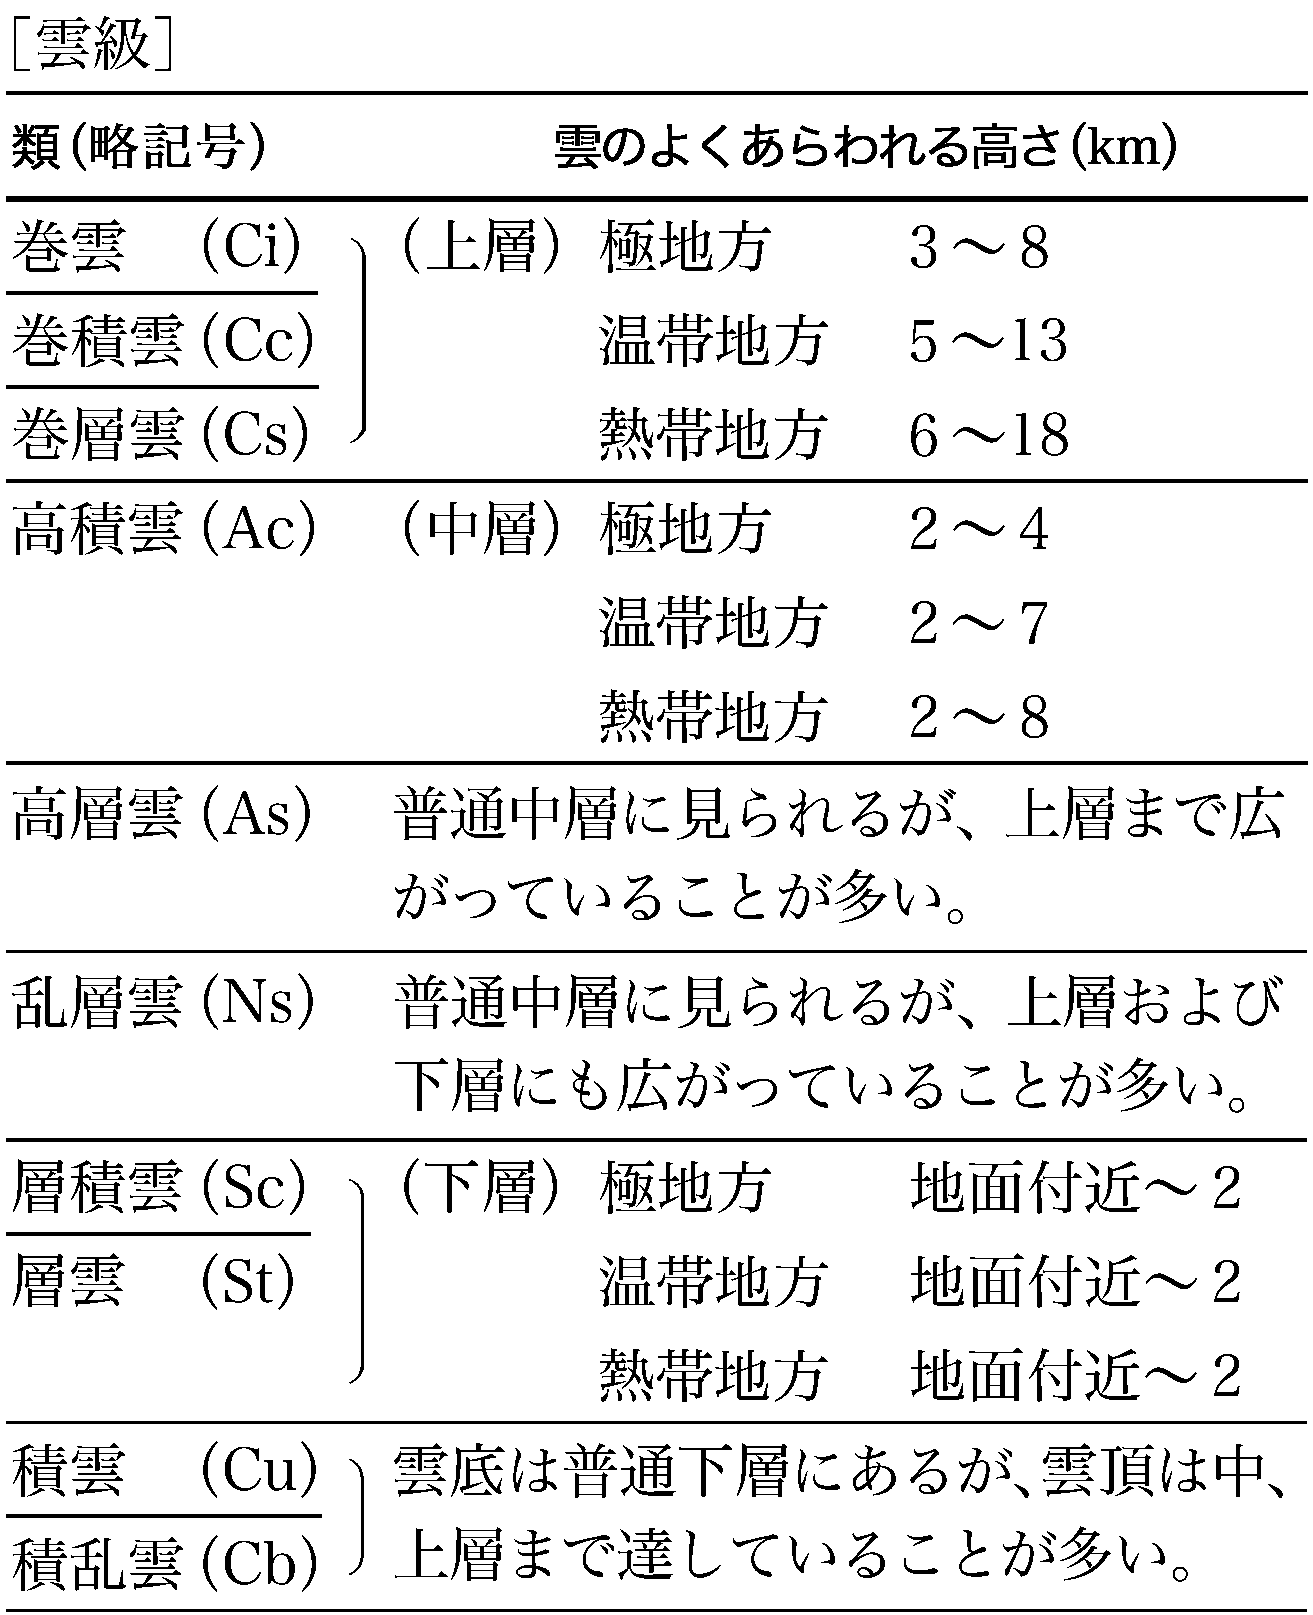 [雲級]
類(略記号) 雲のよくあらわれる高さ(km)
巻雲 (Ci) (上層) 極地方 3～8
巻積雲(Cc) 温帯地方 5～13
巻層雲(Cs) 熱帯地方 6～18
高積雲(Ac) (中層) 極地方 2～4
温帯地方 2～7
熱帯地方 2～8
高層雲(As) 普通中層に見られるが、上層まで広
がっていることが多い。
乱層雲(Ns) 普通中層に見られるが、上層および
下層にも広がっていることが多い。
層積雲(Sc) (下層) 極地方 地面付近～2
層雲 (St) 温帯地方 地面付近～2
熱帯地方 地面付近～2
積雲 (Cu) 雲底は普通下層にあるが、雲頂は中、
積乱雲(Cb) 上層まで達していることが多い。